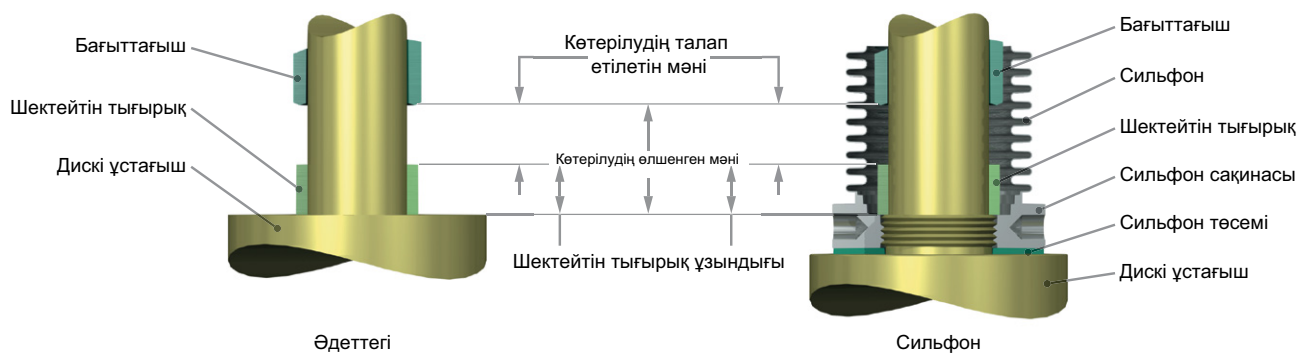 Бағыттағыш
Шектейтін тығырық
Дискі ұстағыш
Көтерілудің талап
етілетін мәні
Көтерілудің өлшенген мәні
Шектейтін тығырық ұзындығы
Бағыттағыш
Сильфон
Шектейтін тығырық
Сильфон сақинасы
Сильфон төсемі
Дискі ұстағыш
Әдеттегі
Сильфон